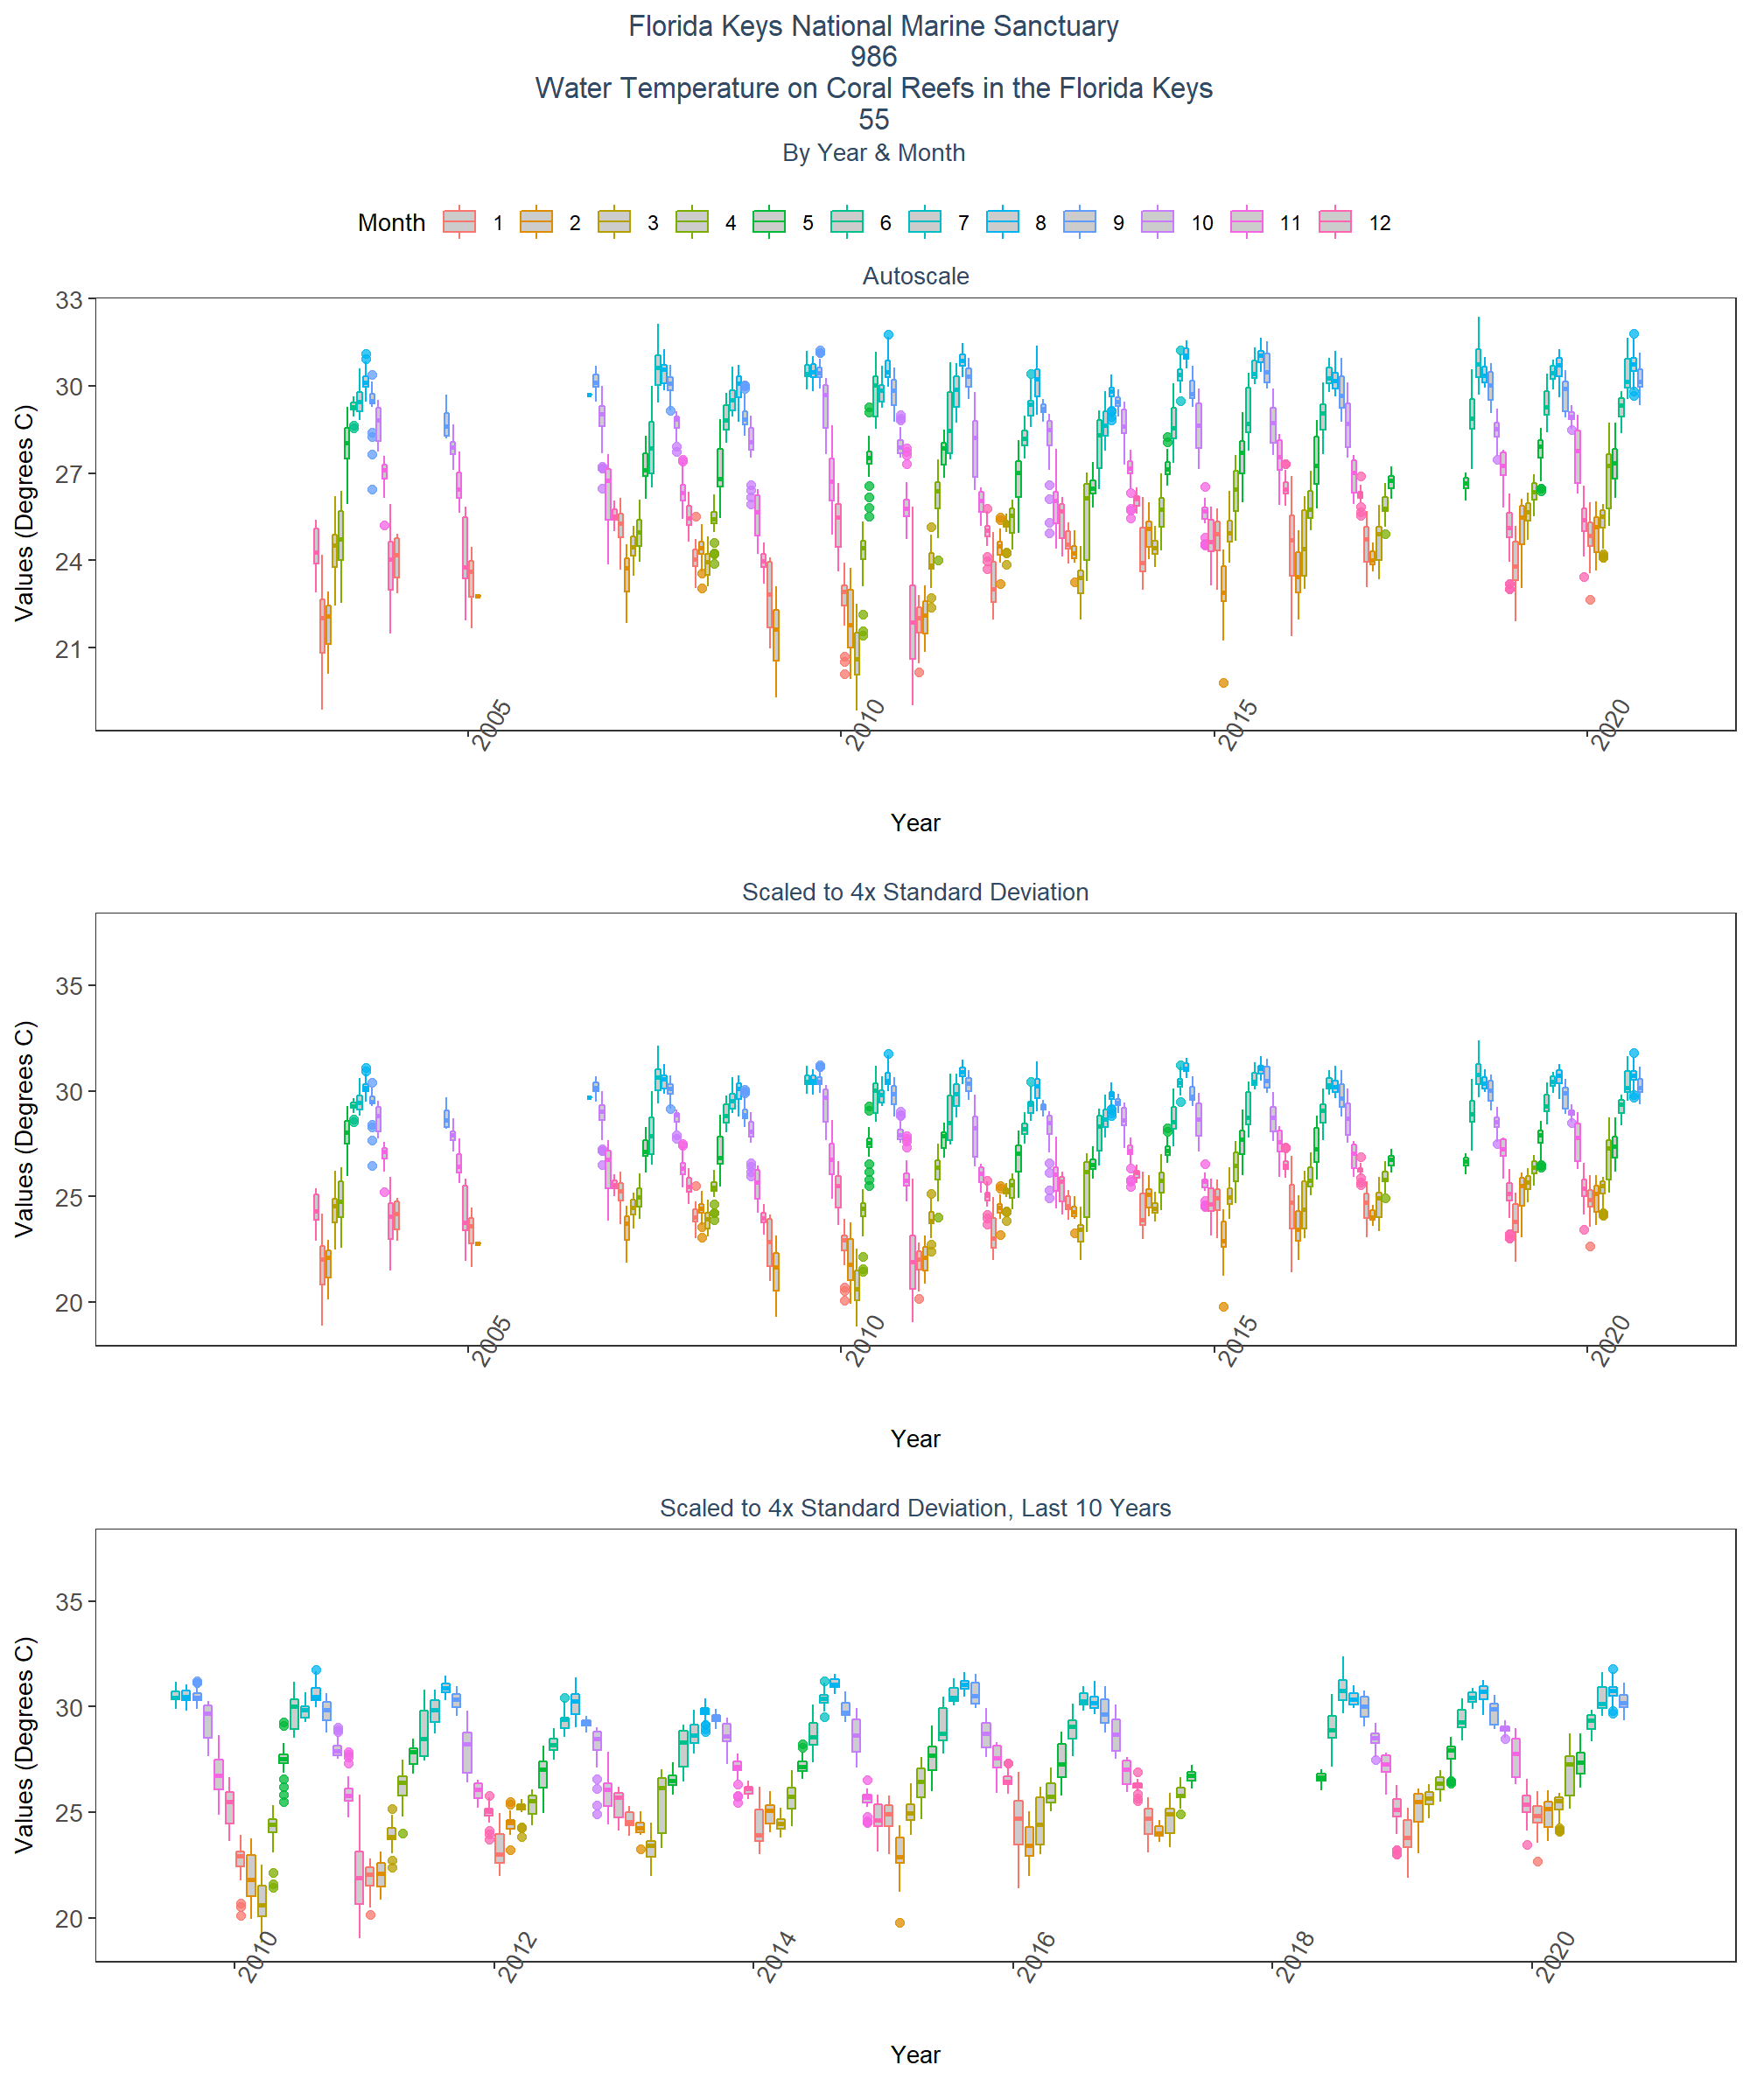 Florida Keys National Marine Sanctuary
986
Water Temperature on Coral Reefs in the Florida Keys
55
By Year & Month
Month 1 2 3 4 5 6 7 8 9 10 11 12
Autoscale
Values (Degrees C)
33
30
27
24
21
2005 2010 2015 2020
Year
Scaled to 4x Standard Deviation
Values (Degrees C)
35
30
25
20
2005 2010 2015 2020
Year
Scaled to 4x Standard Deviation, Last 10 Years
Values (Degrees C)
35
30
25
20
2010 2012 2014 2016 2018 2020
Year